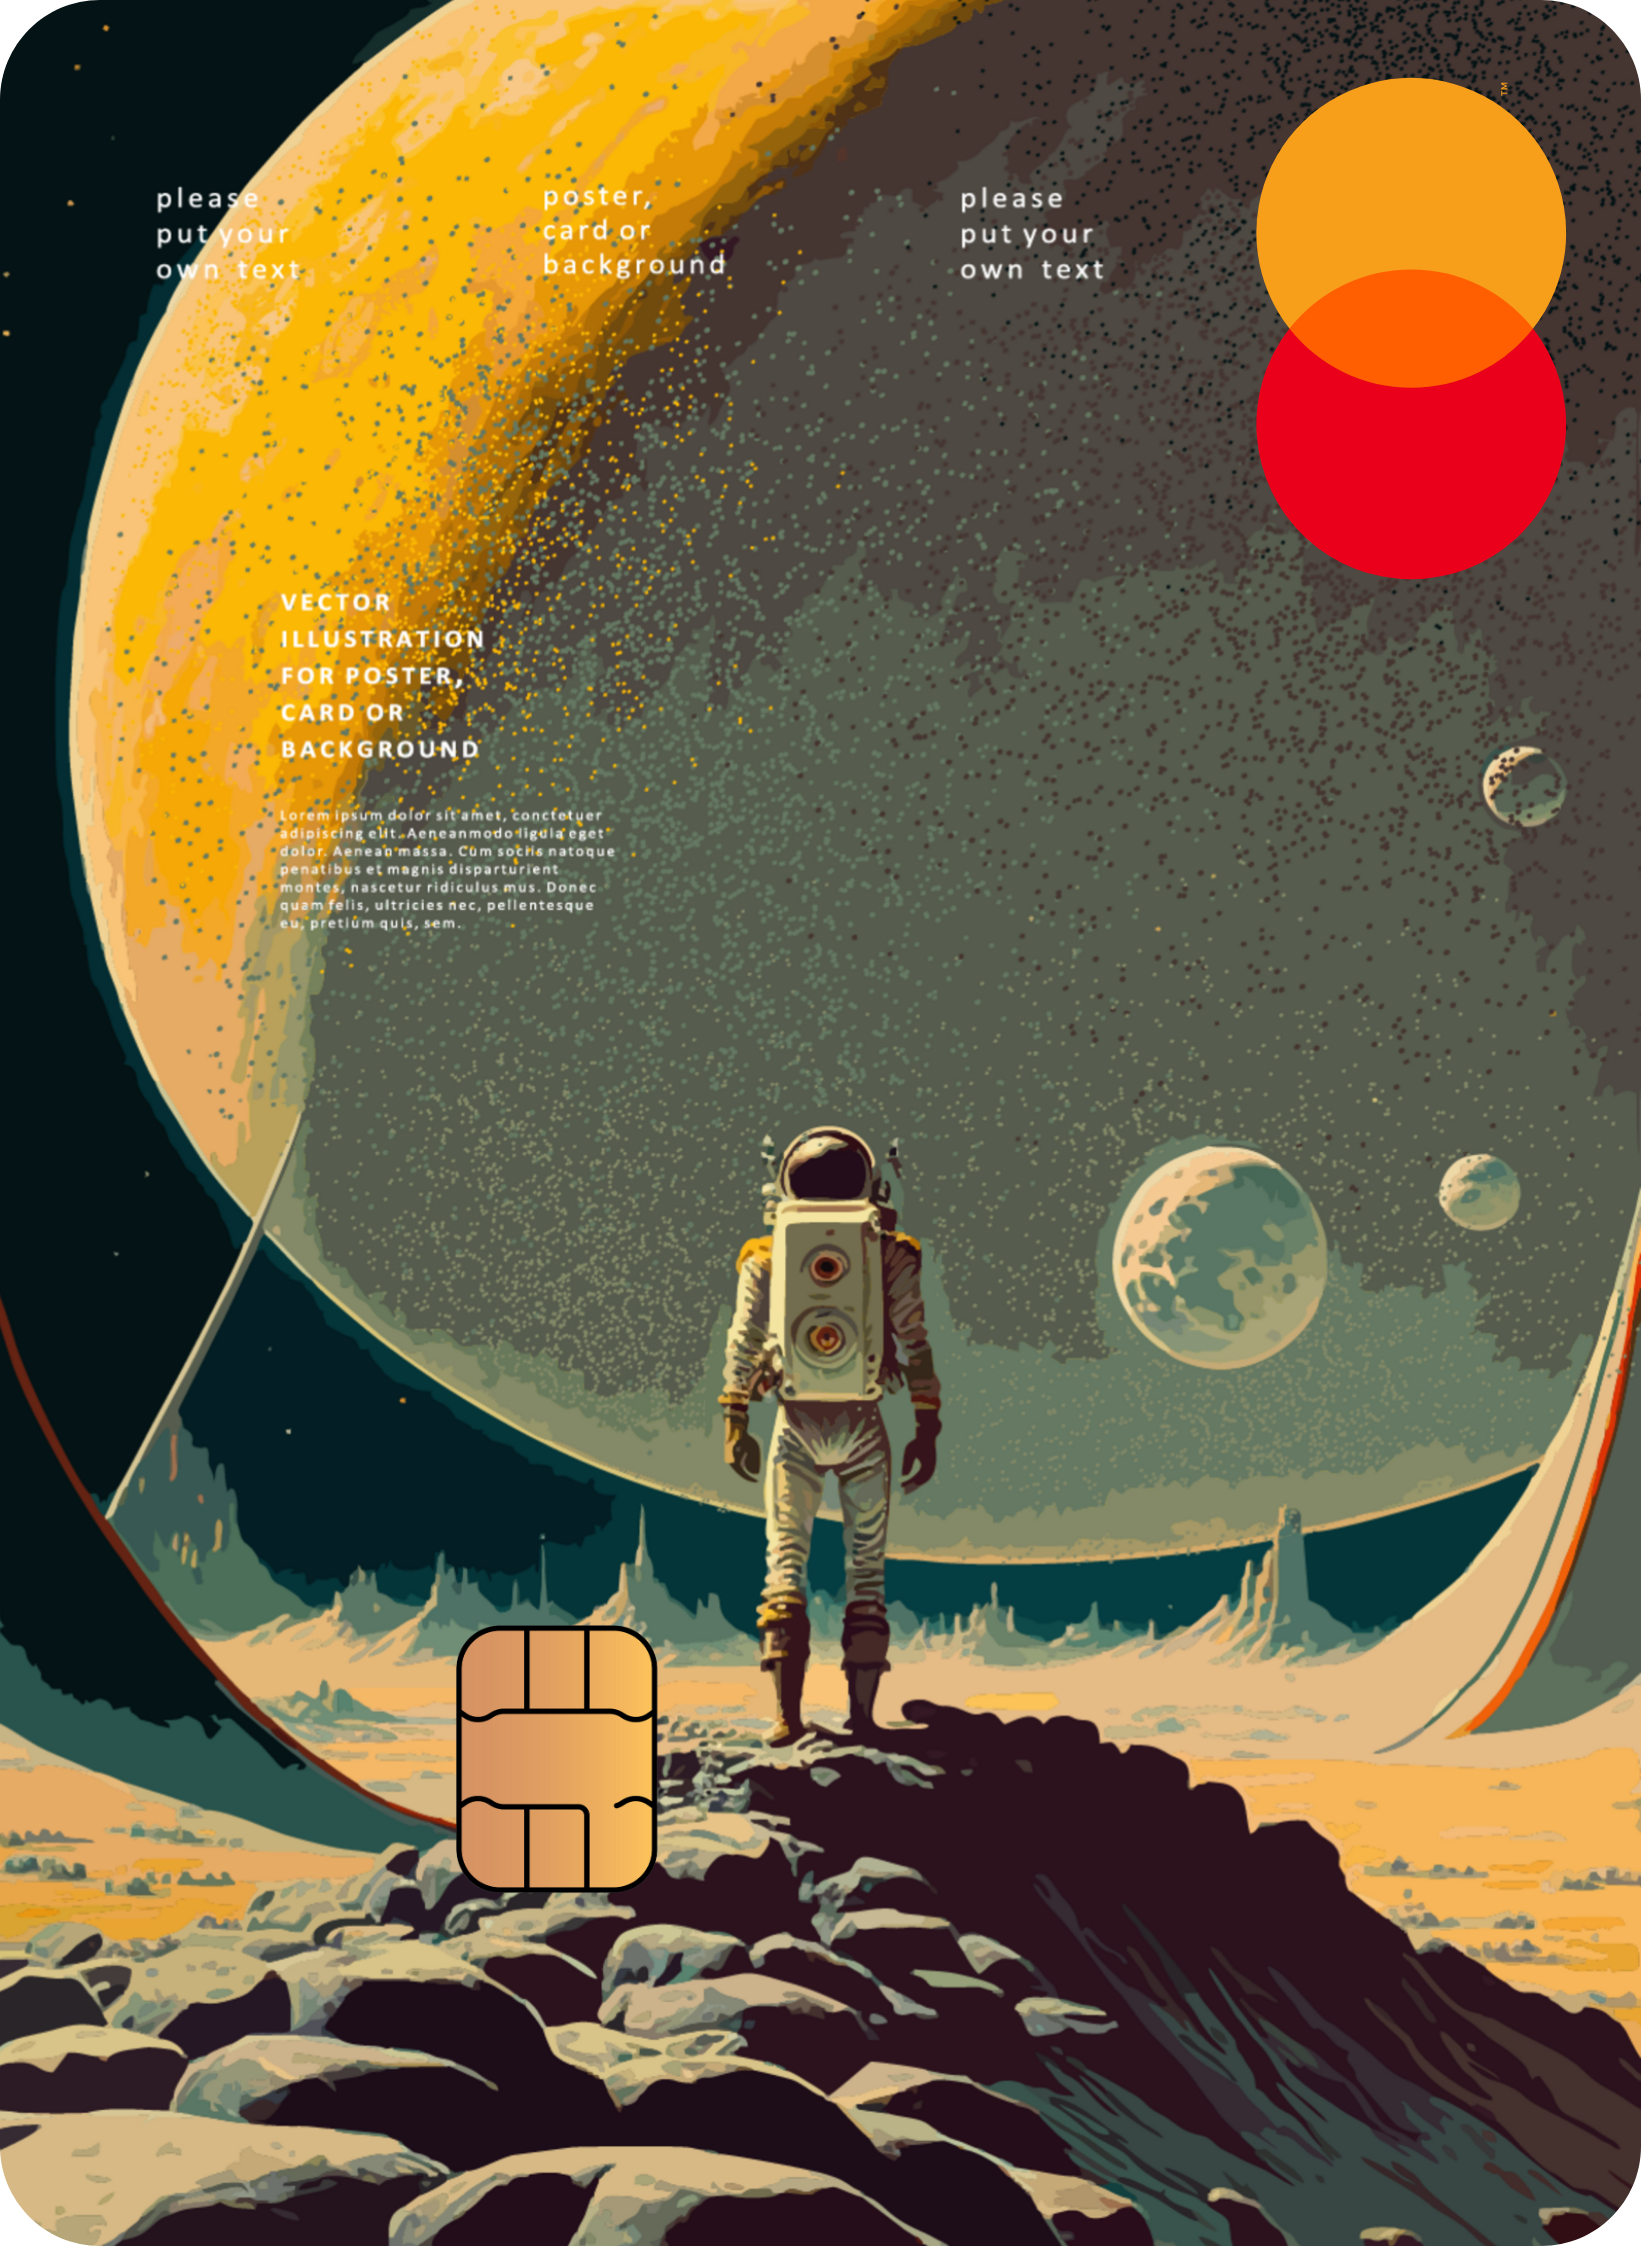 please
put your
own text
poster,
card or
background
please
put your
own text
TM
VECTOR
ILLUSTRATION
FOR POSTER,
CARD OR
BACKGROUND
Lorem ipsum dolor sit amet, conctetuer
adipiscing elit. Aeneanmodo ligula eget
dolor. Aenean massa. Cum sociis natoque
penatibus et magnis disparturient
montes, nascetur ridiculus mus. Donec
quam felis, ultricies nec, pellentesque
eu, pretium quis, sem.